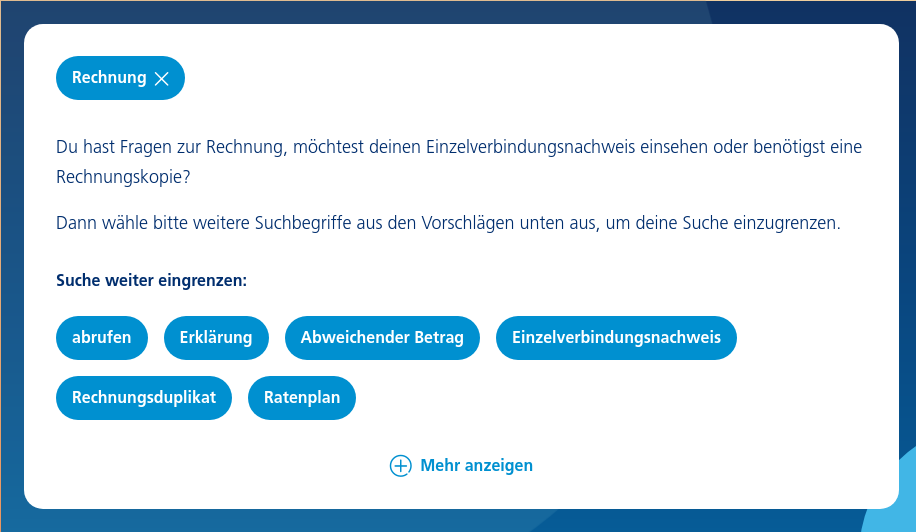 Rechnung
Du hast Fragen zur Rechnung, möchtest deinen Einzelverbindungsnachweis einsehen oder benötigst eine
Rechnungskopie?
Dann wähle bitte weitere Suchbegriffe aus den Vorschlägen unten aus, um deine Suche einzugrenzen.
Suche weiter eingrenzen:
abrufen Erklärung Abweichender Betrag Einzelverbindungsnachweis
Rechnungsduplikat Ratenplan
Mehr anzeigen